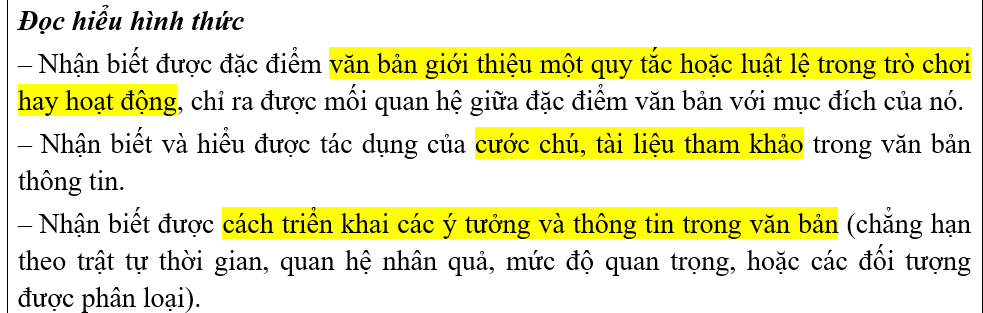 Đọc hiểu hình thức
– Nhận biết được đặc điểm văn bản giới thiệu một quy tắc hoặc luật lệ trong trò chơi
hay hoạt động, chỉ ra được mối quan hệ giữa đặc điểm văn bản với mục đích của nó.
– Nhận biết và hiểu được tác dụng của cước chú, tài liệu tham khảo trong văn bản
thông tin.
– Nhận biết được cách triển khai các ý tưởng và thông tin trong văn bản (chẳng hạn
theo trật tự thời gian, quan hệ nhân quả, mức độ quan trọng, hoặc các đối tượng
được phân loại).